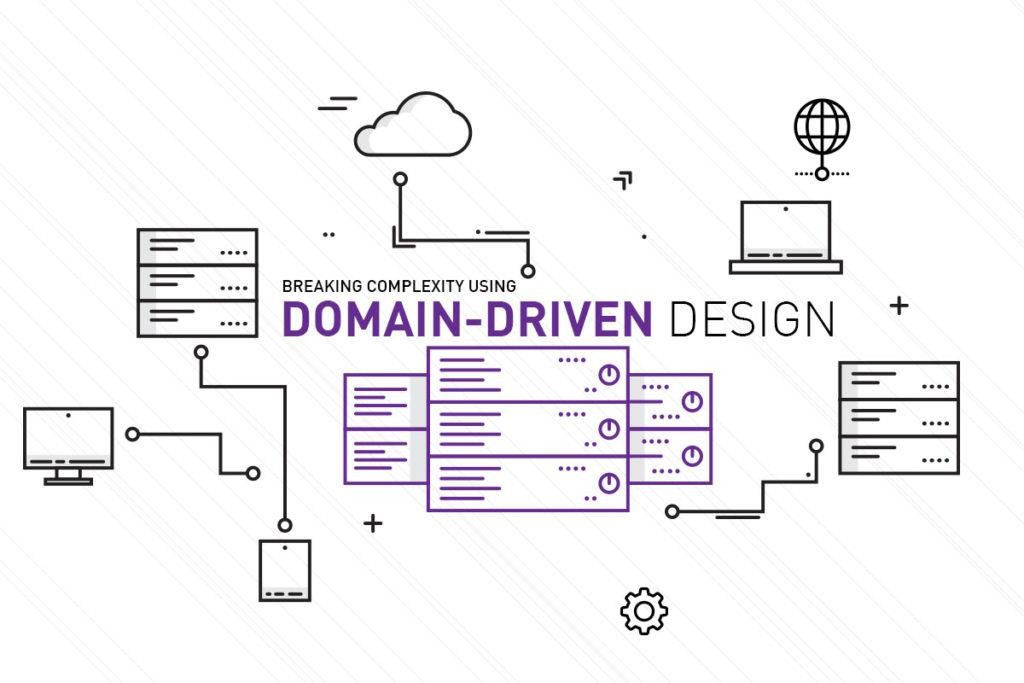 BREAKING COMPLEXITY USING
DOMAIN-DRIVEN DESIGN